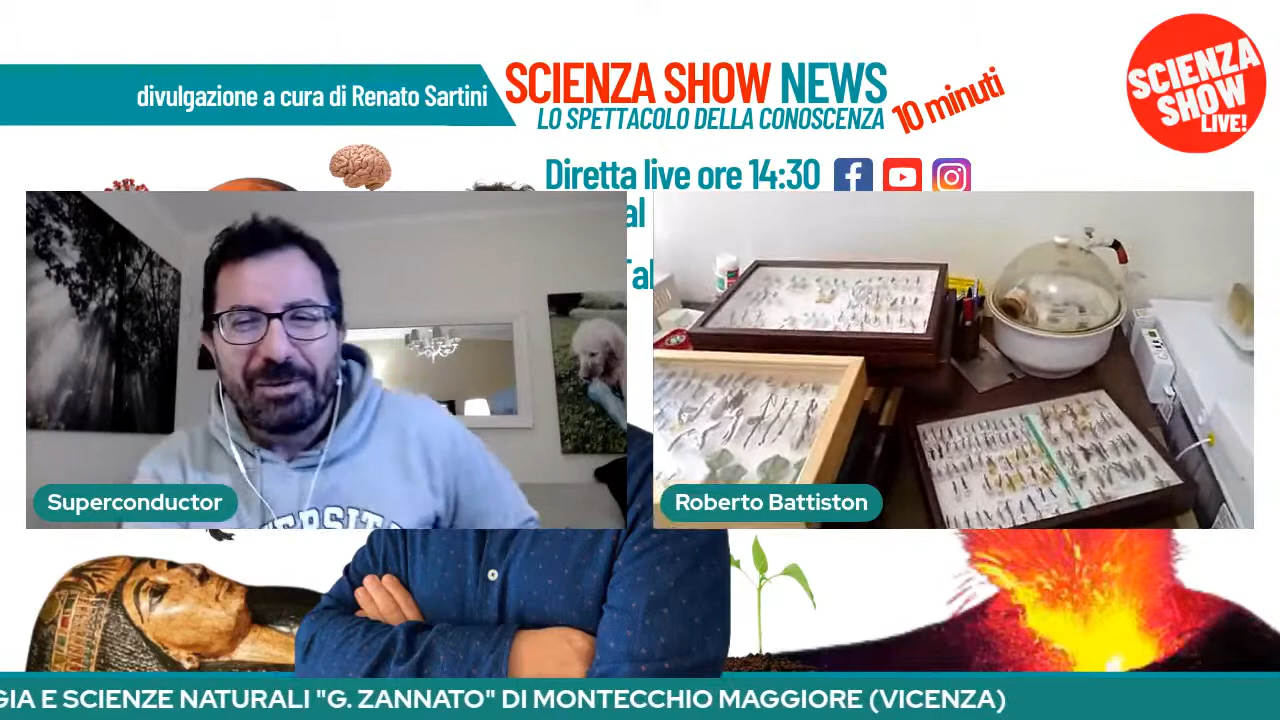 divulgazione a cura di Renato Sartini
SCIENZA SHOW NEWS
LO SPETTACOLO DELLA CONOSCENZA
10 minuti
SCIENZA
SHOW
LIVE!
Diretta live ore 14:30
al
Superconductor
Roberto Battiston
GIA E SCIENZE NATURALI "G. ZANNATO" DI MONTECCHIO MAGGIORE (VICENZA)